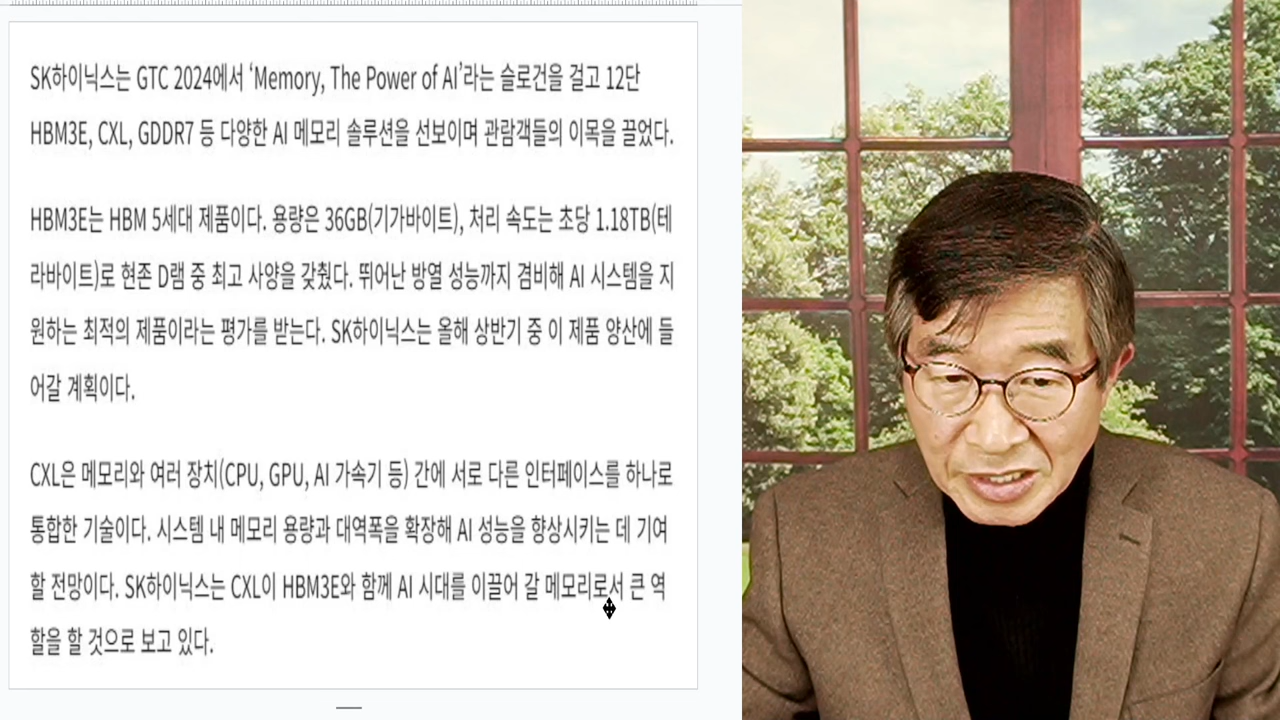 SK하이닉스는 GTC 2024에서 ‘Memory, The Power of AI’라는 슬로건을 걸고 12단
HBM3E, CXL, GDDR7 등 다양한 AI 메모리 솔루션을 선보이며 관람객들의 이목을 끌었다.
HBM3E는 HBM 5세대 제품이다. 용량은 36GB(기가바이트), 처리 속도는 초당 1.18TB(테
라바이트)로 현존 D램 중 최고 사양을 갖췄다. 뛰어난 방열 성능까지 겸비해 AI 시스템을 지
원하는 최적의 제품이라는 평가를 받는다. SK하이닉스는 올해 상반기 중 이 제품 양산에 들
어갈 계획이다.
CXL은 메모리와 여러 장치(CPU, GPU, AI 가속기 등) 간에 서로 다른 인터페이스를 하나로
통합한 기술이다. 시스템 내 메모리 용량과 대역폭을 확장해 AI 성능을 향상시키는 데 기여
할 전망이다. SK하이닉스는 CXL이 HBM3E와 함께 AI 시대를 이끌어 갈 메모리로서 큰 역
할을 할 것으로 보고 있다.